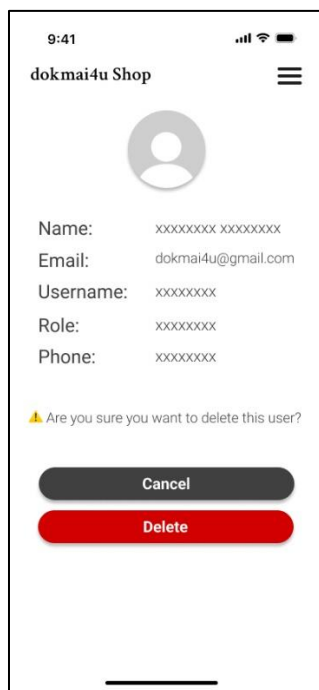 9:41
dokmai4u Shop
Name: xxxxxxxx xxxxxxxx
Email: dokmai4u@gmail.com
Username: xxxxxxxx
Role: xxxxxxxx
Phone: xxxxxxxx
⚠️ Are you sure you want to delete this user?
Cancel
Delete